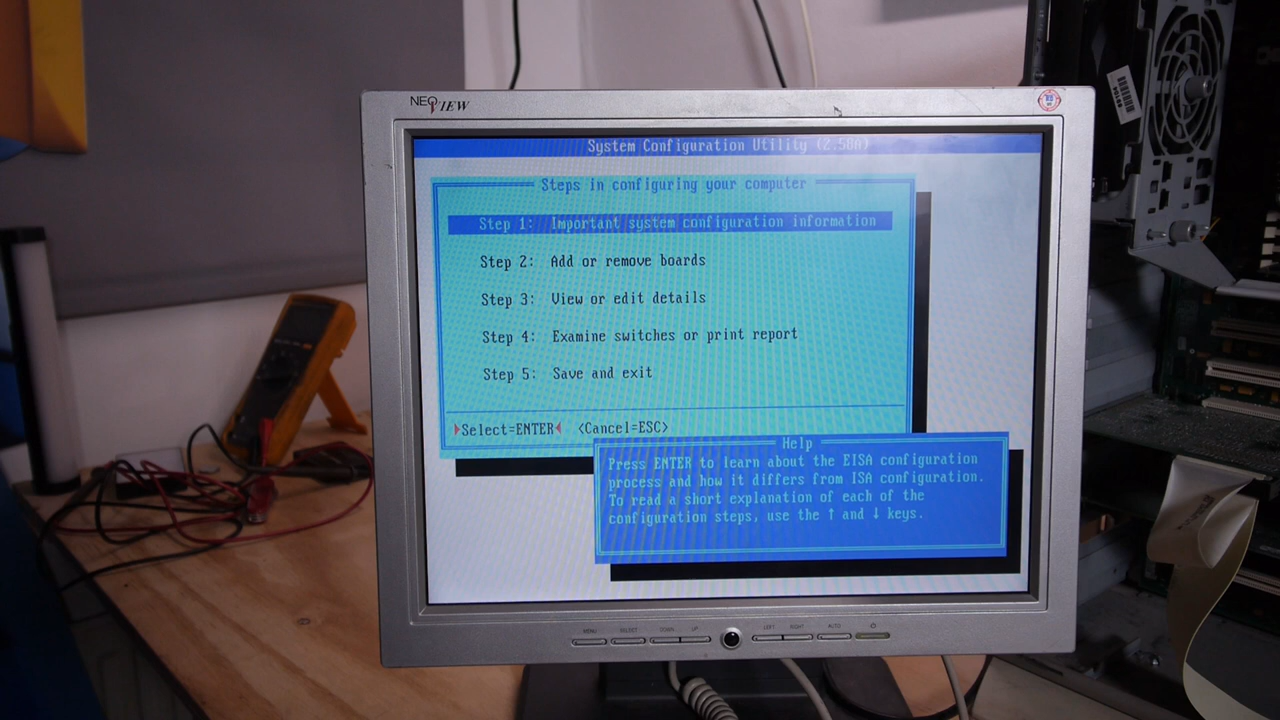 NEOVIEW
System Configuration Utility (2.50A)
Steps in configuring your computer
Step 1: Important system configuration information
Step 2: Add or remove boards
Step 3: View or edit details
Step 4: Examine switches or print report
Step 5: Save and exit
►Select=ENTER◄ <Cancel=ESC>
Help
Press ENTER to learn about the EISA configuration
process and how it differs from ISA configuration.
To read a short explanation of each of the
configuration steps, use the ↑ and ↓ keys.
MENU SELECT DOWN UP LEFT RIGHT AUTO